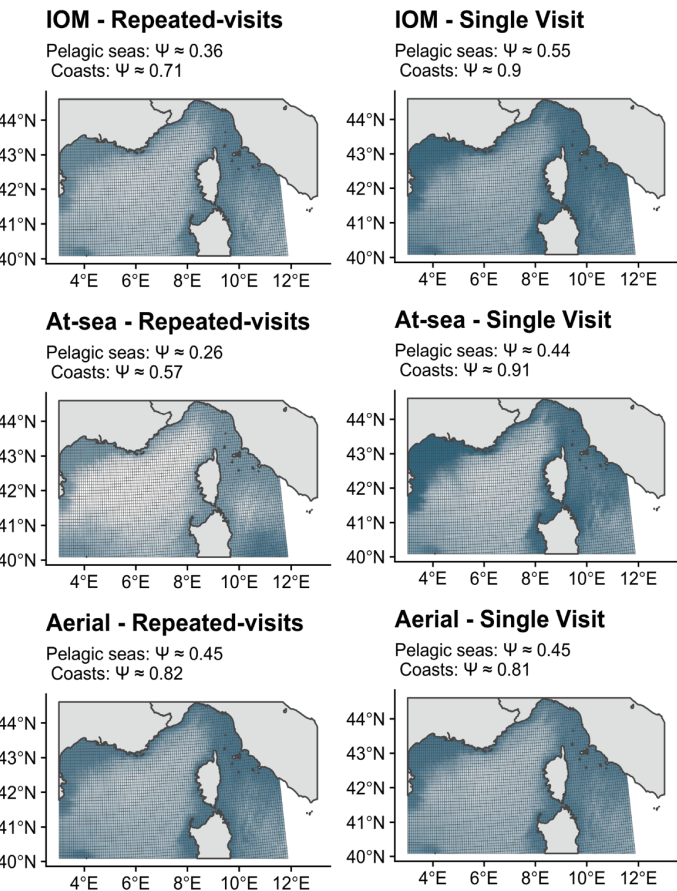 IOM - Repeated-visits
Pelagic seas: Ψ ≈ 0.36
Coasts: Ψ ≈ 0.71
44°N
43°N
42°N
41°N
40°N
4°E 6°E 8°E 10°E 12°E
IOM - Single Visit
Pelagic seas: Ψ ≈ 0.55
Coasts: Ψ ≈ 0.9
44°N
43°N
42°N
41°N
40°N
4°E 6°E 8°E 10°E 12°E
At-sea - Repeated-visits
Pelagic seas: Ψ ≈ 0.26
Coasts: Ψ ≈ 0.57
44°N
43°N
42°N
41°N
40°N
4°E 6°E 8°E 10°E 12°E
At-sea - Single Visit
Pelagic seas: Ψ ≈ 0.44
Coasts: Ψ ≈ 0.91
44°N
43°N
42°N
41°N
40°N
4°E 6°E 8°E 10°E 12°E
Aerial - Repeated-visits
Pelagic seas: Ψ ≈ 0.45
Coasts: Ψ ≈ 0.82
44°N
43°N
42°N
41°N
40°N
4°E 6°E 8°E 10°E 12°E
Aerial - Single Visit
Pelagic seas: Ψ ≈ 0.45
Coasts: Ψ ≈ 0.81
44°N
43°N
42°N
41°N
40°N
4°E 6°E 8°E 10°E 12°E